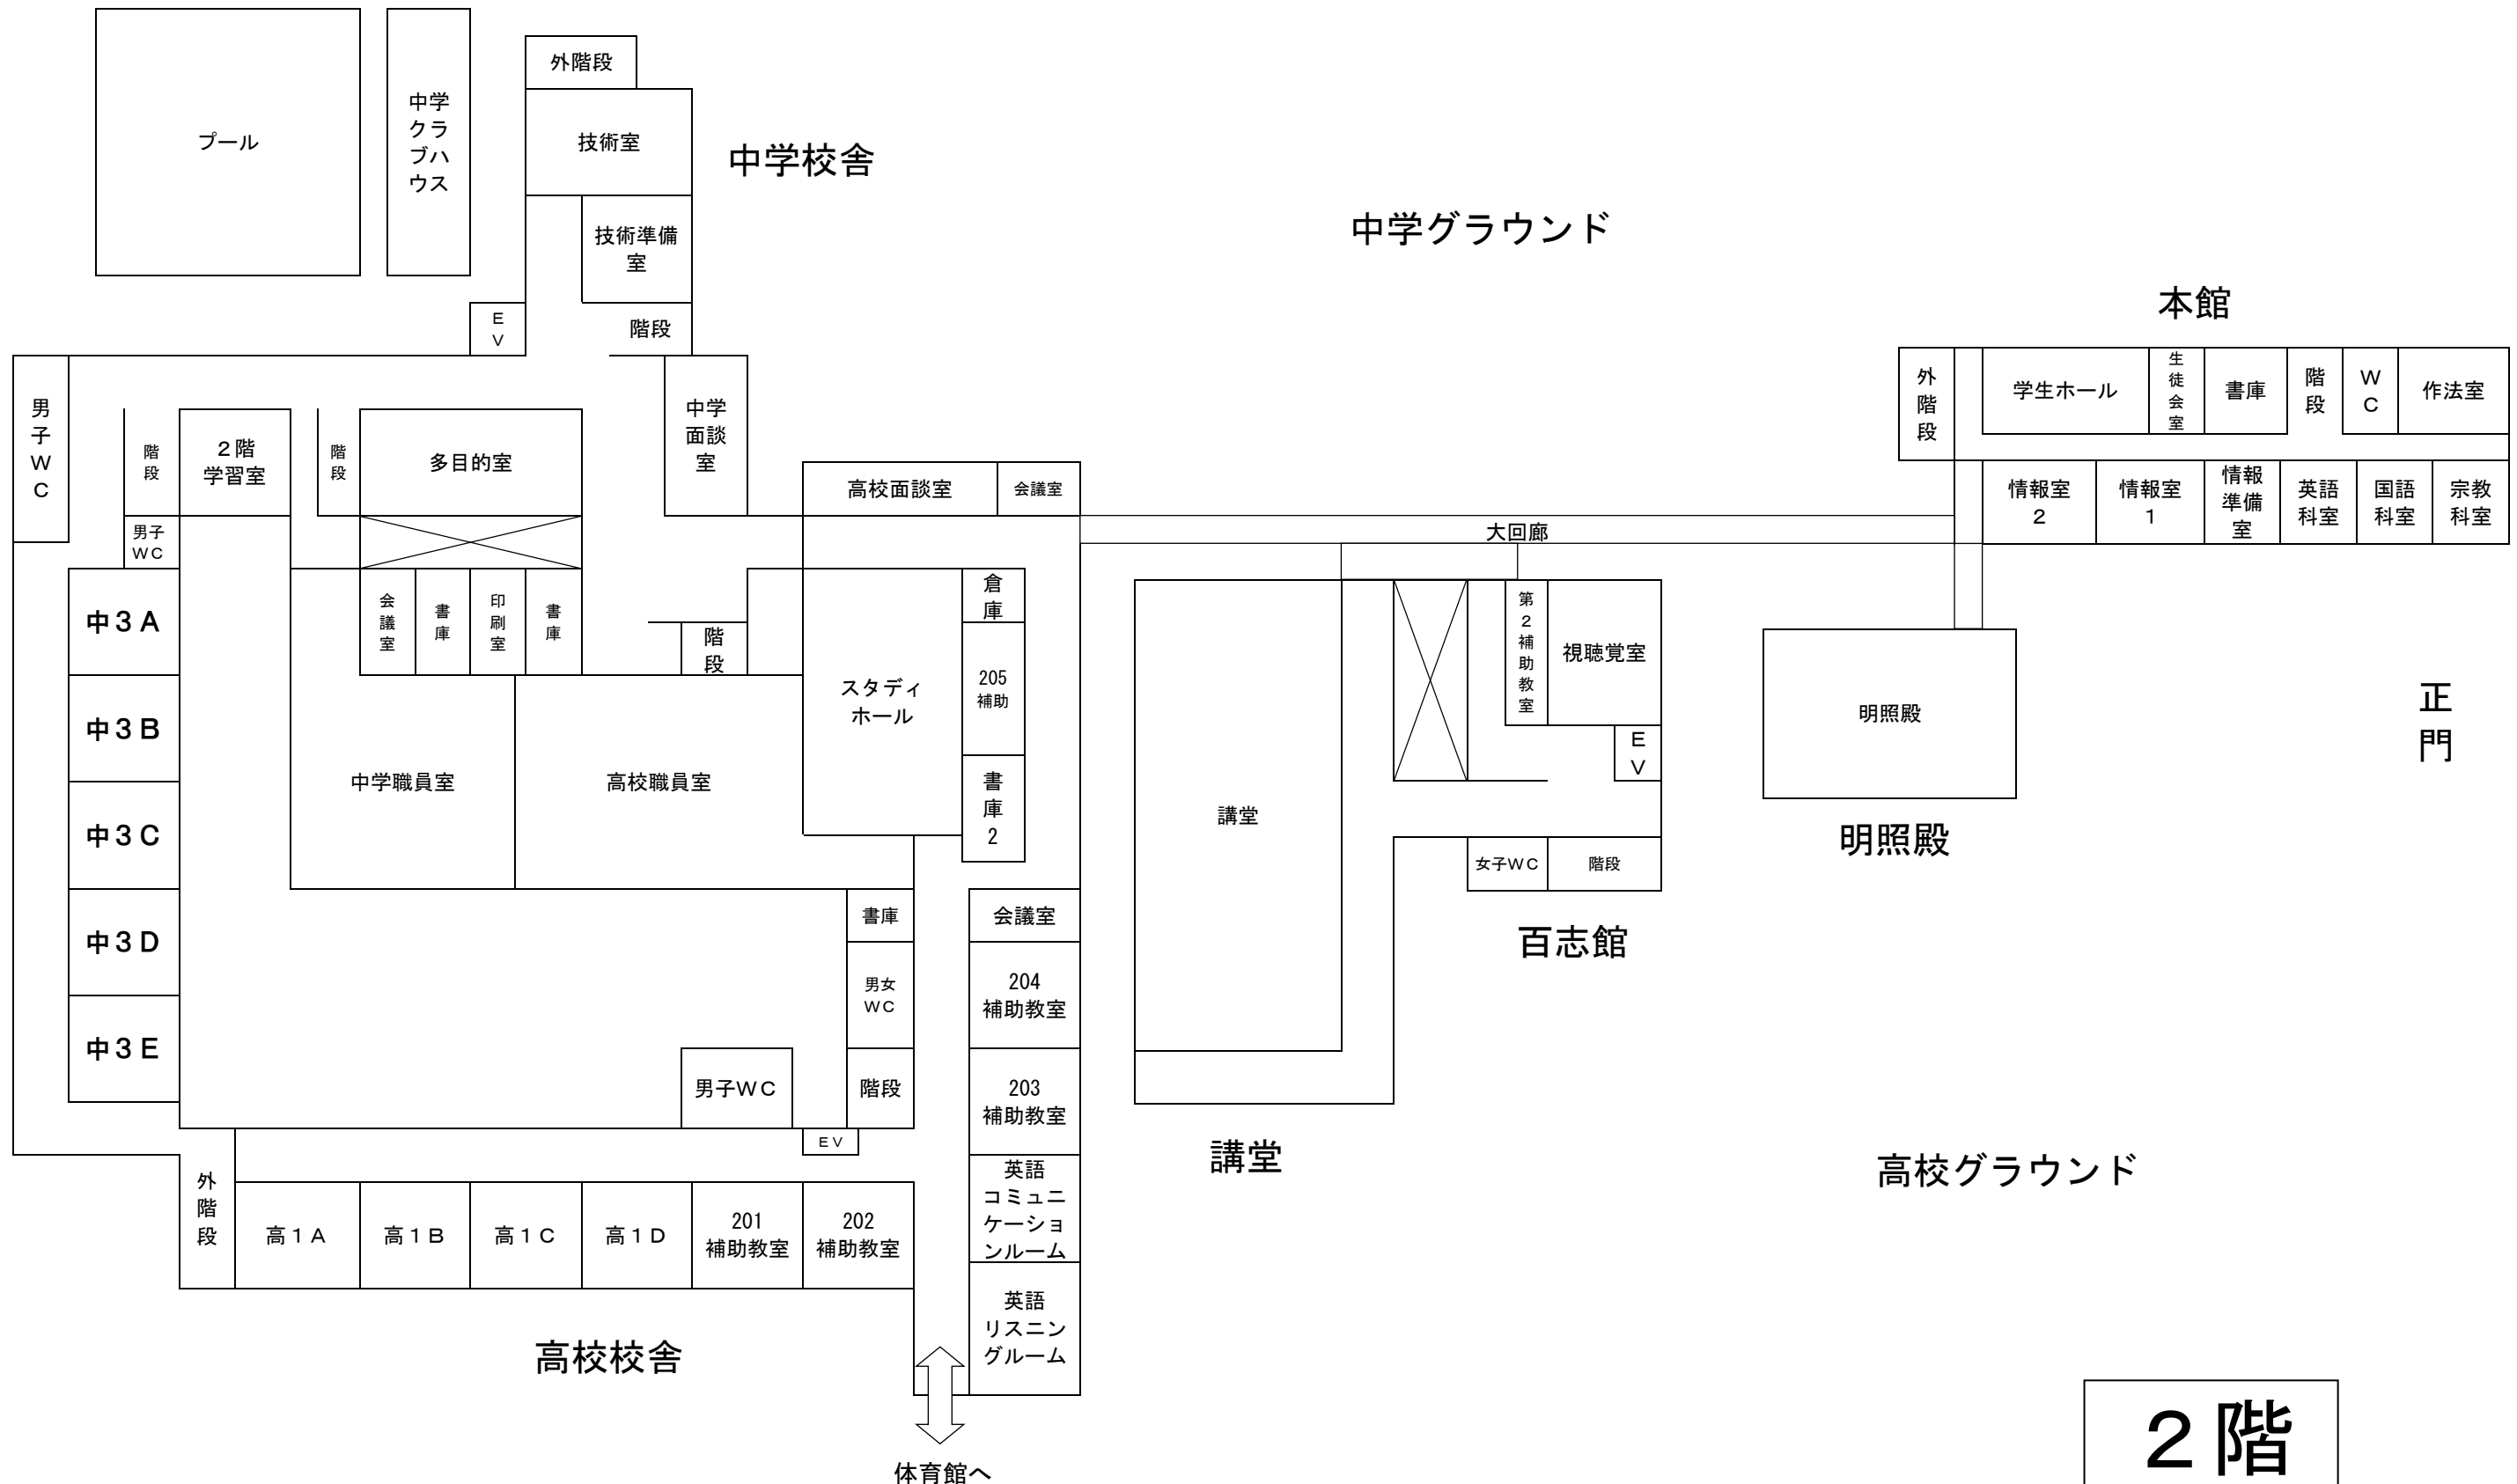 外階段
プール
中学
クラ
ブハ
ウス
技術室
中学校舎
技術準備
室
中学グラウンド
E
V
階段
本館
男
子
W
C
階
段
2階
学習室
階
段
多目的室
中学
面談
室
高校面談室
会議室
外
階
段
学生ホール
生
徒
会
室
書庫
階
段
W
C
作法室
情報室
2
情報室
1
情報
準備
室
英語
科室
国語
科室
宗教
科室
男子
WC
大回廊
中3A
会
議
室
書
庫
印
刷
室
書
庫
階
段
スタディ
ホール
倉
庫
205
補助
書
庫
2
第
2
補
助
教
室
視聴覚室
E
V
明照殿
正
門
中3B
中学職員室
高校職員室
講堂
中3C
明照殿
女子WC
階段
書庫
会議室
百志館
中3D
男女
WC
204
補助教室
中3E
男子WC
階段
203
補助教室
EV
講堂
高校グラウンド
外
階
段
高1A
高1B
高1C
高1D
201
補助教室
202
補助教室
英語
コミュニ
ケーショ
ンルーム
英語
リスニン
グルーム
高校校舎
体育館へ
2階